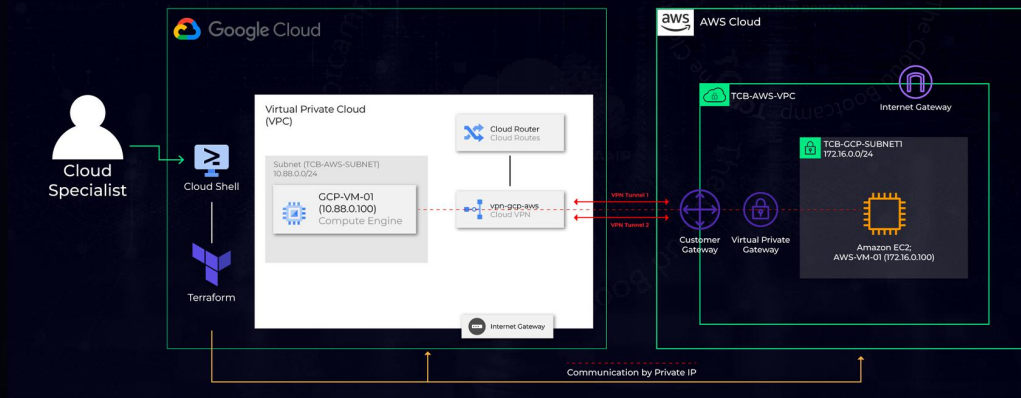 Google Cloud
aws
AWS Cloud
Virtual Private Cloud
(VPC)
Cloud Router
Cloud Routes
Subnet (TCB-AWS-SUBNET)
10.88.0.0/24
GCP-VM-01
(10.88.0.100)
Compute Engine
vpn-gcp-aws
Cloud VPN
VPN Tunnel 1
VPN Tunnel 2
Internet Gateway
Cloud
Specialist
Cloud Shell
Terraform
TCB-AWS-VPC
Internet Gateway
TCB-GCP-SUBNET1
172.16.0.0/24
Customer
Gateway
Virtual Private
Gateway
Amazon EC2;
AWS-VM-01 (172.16.0.100)
Communication by Private IP